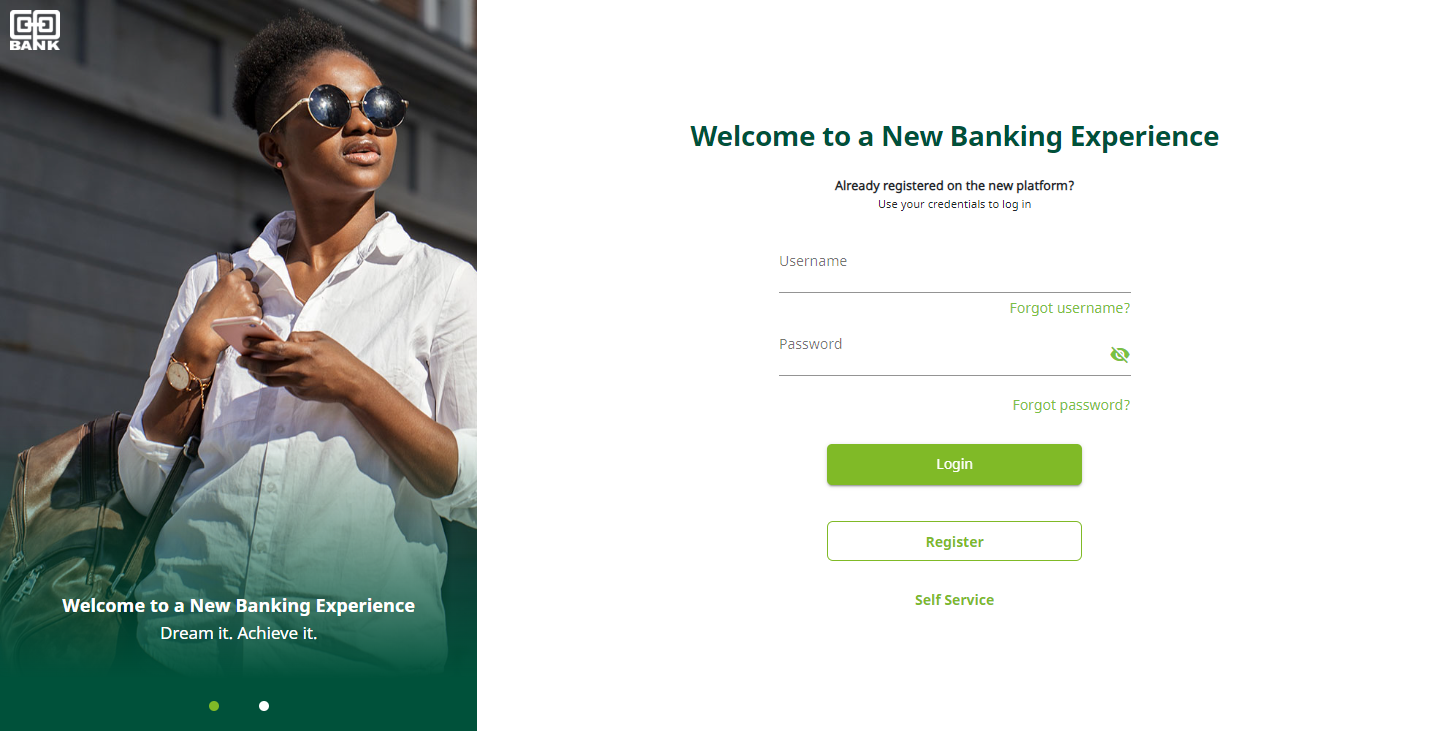 BANK
Welcome to a New Banking Experience
Dream it. Achieve it.
Welcome to a New Banking Experience
Already registered on the new platform?
Use your credentials to log in
Username
Forgot username?
Password
Forgot password?
Login
Register
Self Service